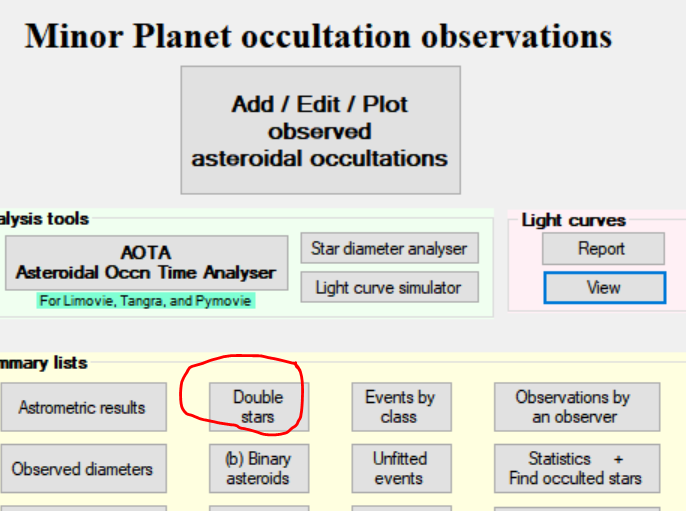 Minor Planet occultation observations
Add / Edit / Plot
observed
asteroidal occultations
alysis tools
Light curves
AOTA
Asteroidal Occn Time Analyser
For Limovie, Tangra, and Pymovie
Star diameter analyser
Light curve simulator
Report
View
mmary lists
Astrometric results
Double
stars
Events by
class
Observations by
an observer
Observed diameters
(b) Binary
asteroids
Unfitted
events
Statistics +
Find occulted stars